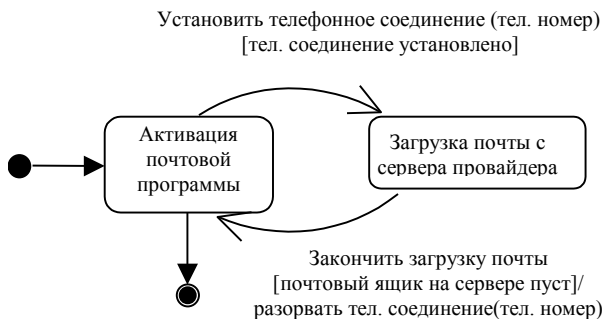 Установить телефонное соединение (тел. номер)
[тел. соединение установлено]
Активация
почтовой
программы
Загрузка почты с
сервера провайдера
Закончить загрузку почты
[почтовый ящик на сервере пуст]/
разорвать тел. соединение(тел. номер)